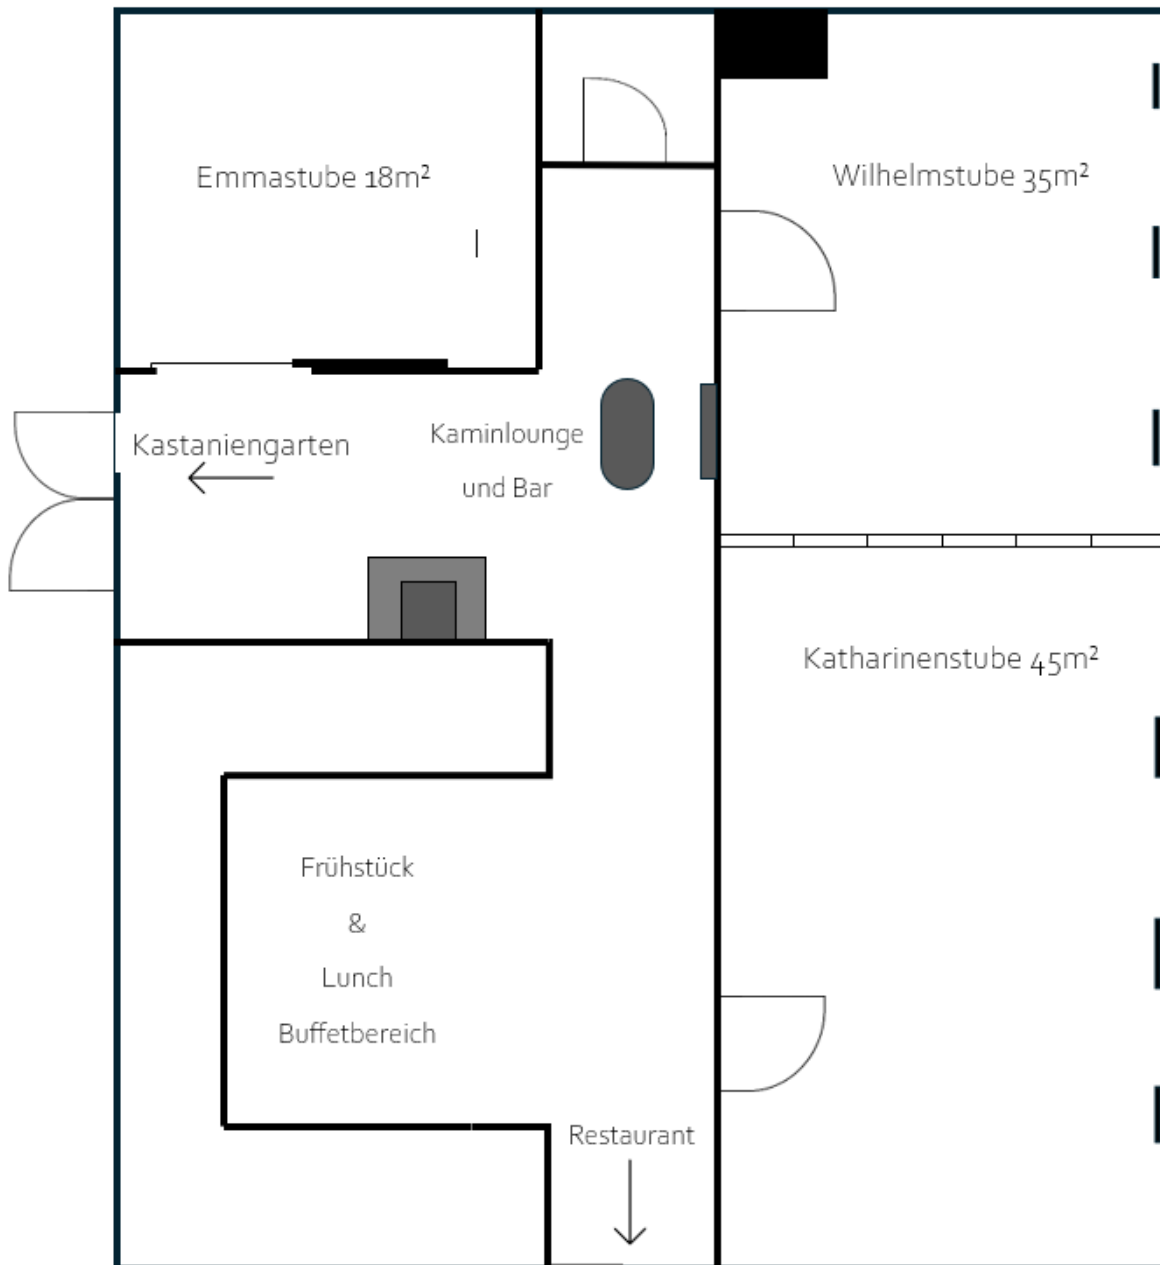 Emmastube 18m²
Wilhelmstube 35m²
Kastaniengarten
Kaminlounge
und Bar
Katharinenstube 45m²
Frühstück
&
Lunch
Buffetbereich
Restaurant